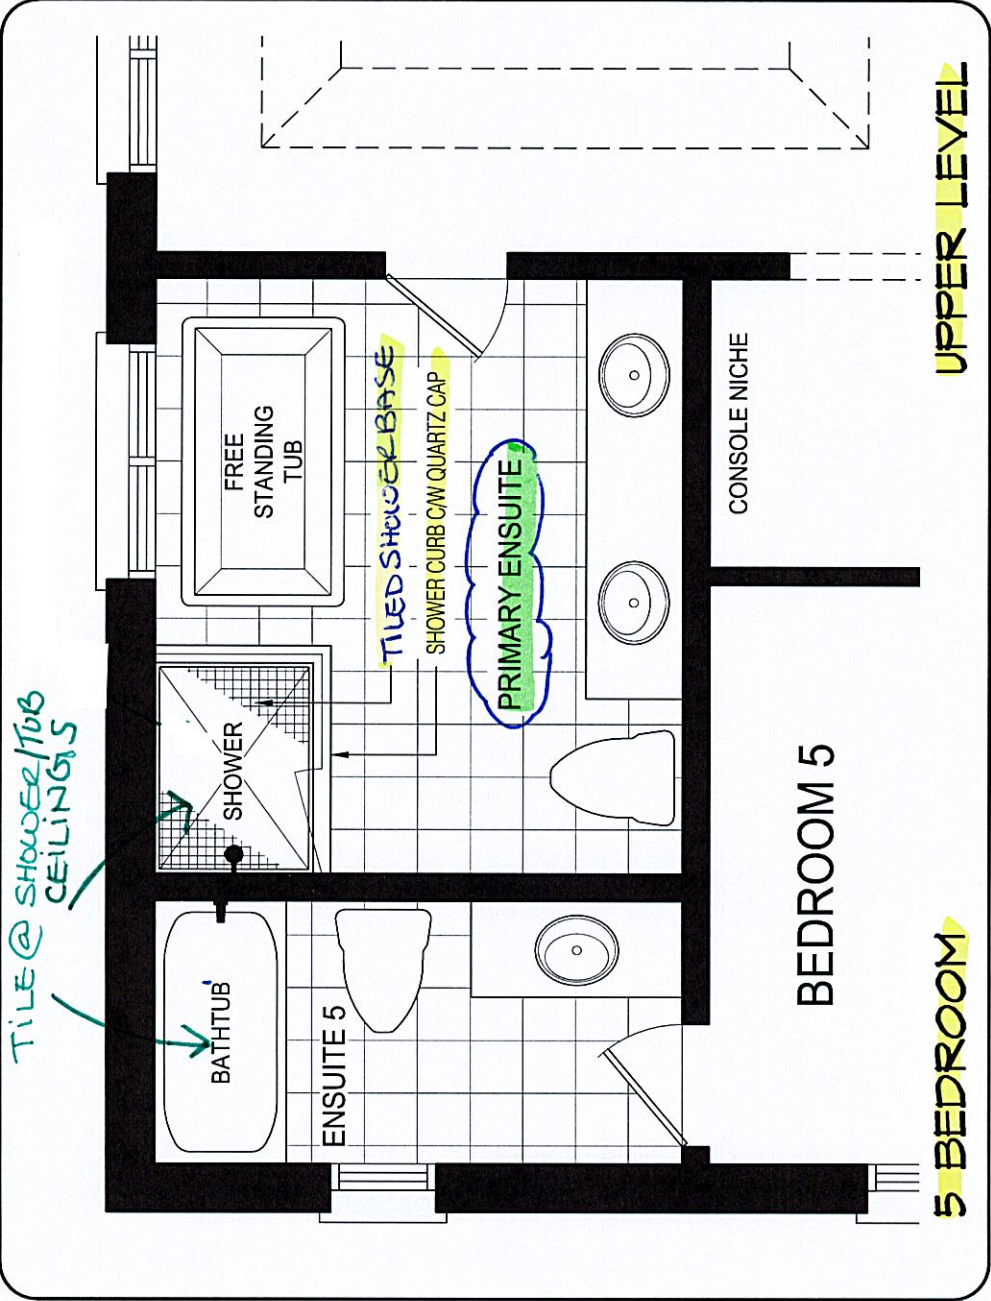 TILE @ SHOWER/TUB
CEILINGS
BATHTUB
SHOWER
FREE
STANDING
TUB
ENSUITE 5
TILED SHOWER BASE
SHOWER CURB C/W QUARTZ CAP
PRIMARY ENSUITE
CONSOLE NICHE
BEDROOM 5
5 BEDROOM
UPPER LEVEL